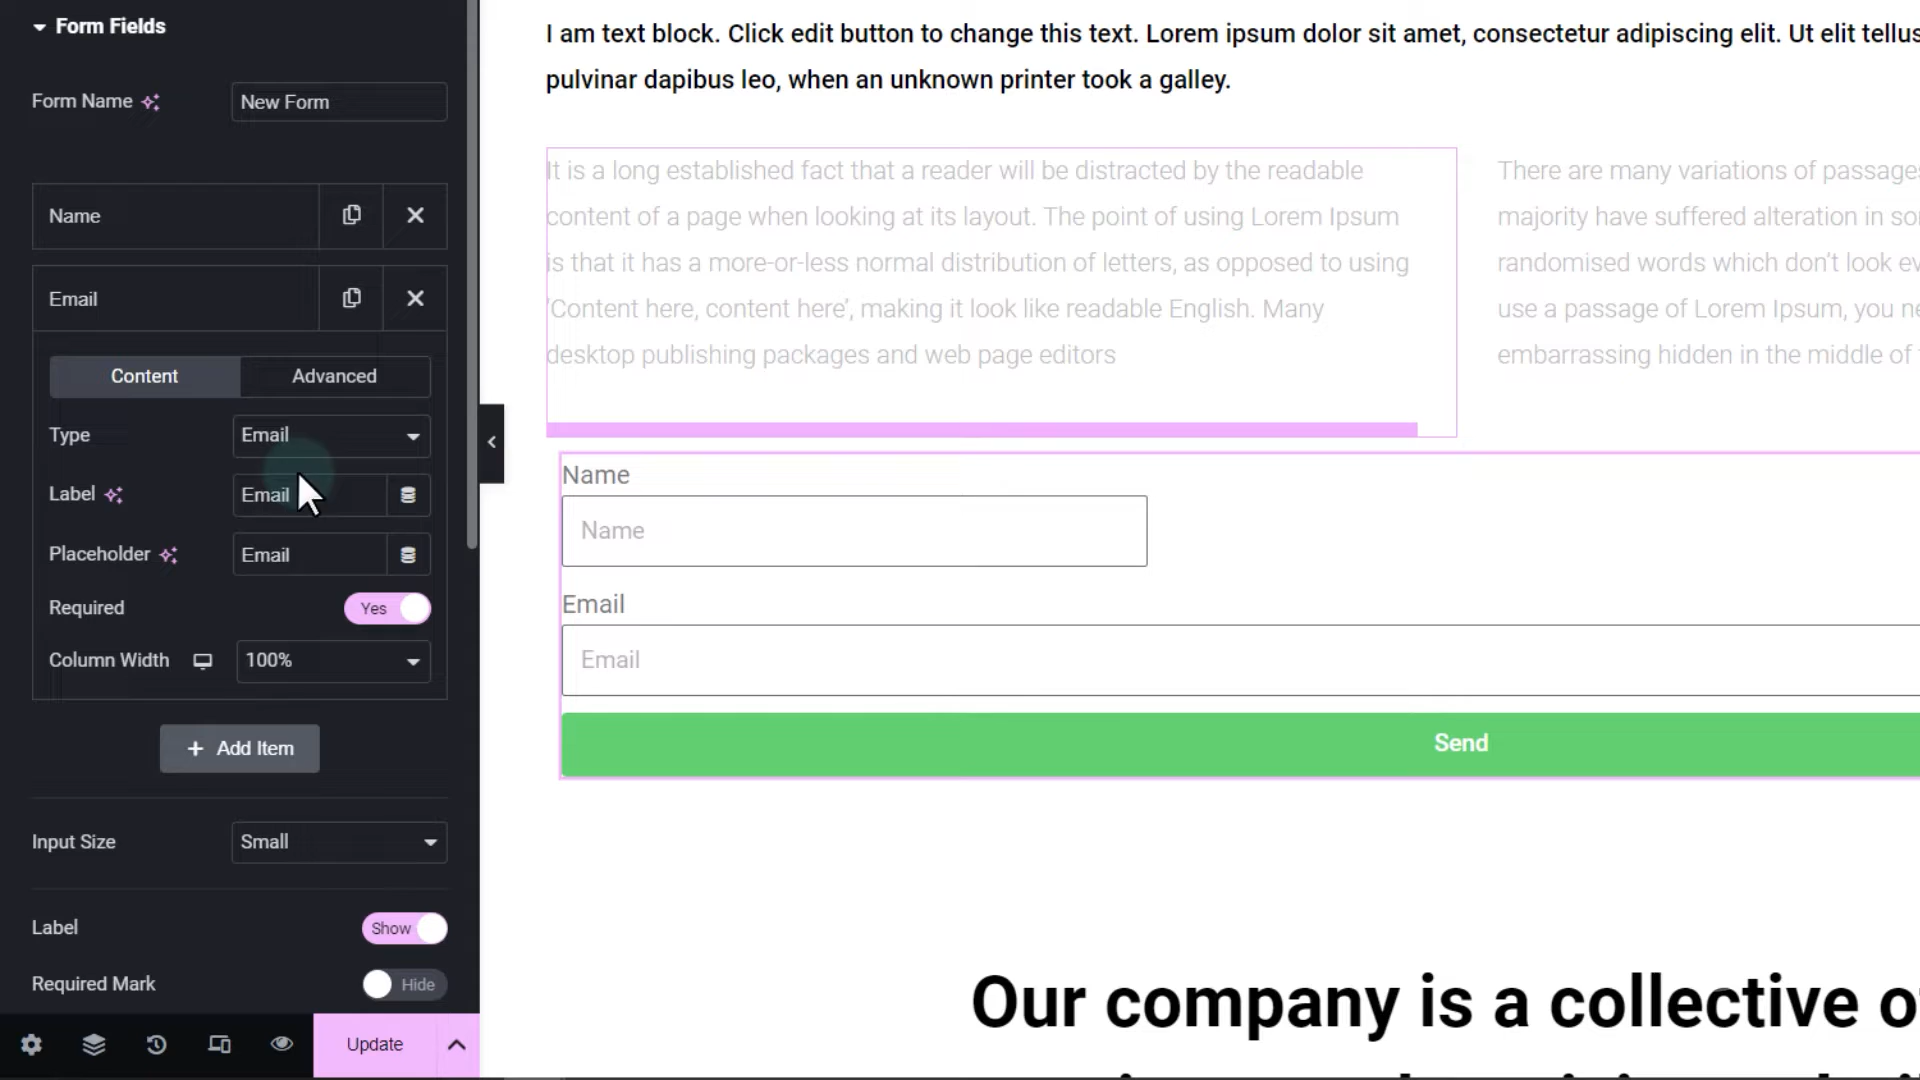 Form Fields
Form Name
New Form
Name
Email
Content
Advanced
Type
Email
Label
Email
Placeholder
Email
Required
Yes
Column Width
100%
+ Add Item
Input Size
Small
Label
Show
Required Mark
Hide
Update
I am text block. Click edit button to change this text. Lorem ipsum dolor sit amet, consectetur adipiscing elit. Ut elit tellus
pulvinar dapibus leo, when an unknown printer took a galley.
It is a long established fact that a reader will be distracted by the readable
content of a page when looking at its layout. The point of using Lorem Ipsum
is that it has a more-or-less normal distribution of letters, as opposed to using
‘Content here, content here’, making it look like readable English. Many
desktop publishing packages and web page editors
There are many variations of passages
majority have suffered alteration in
randomised words which don’t look
use a passage of Lorem Ipsum, you
embarrassing hidden in the middle of
Name
Name
Email
Email
Send
Our company is a collective